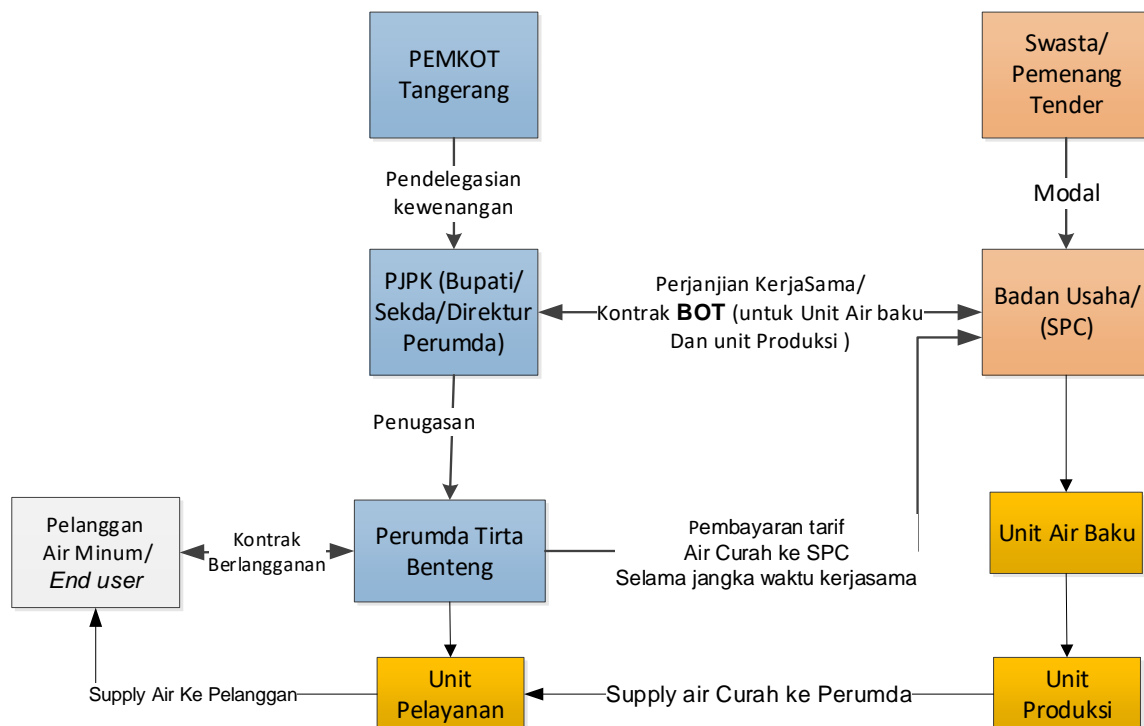 PEMKOT
Tangerang
Swasta/
Pemenang
Tender
Pendelegasian
kewenangan
Modal
PJPK (Bupati/
Sekda/Direktur
Perumda)
Perjanjian KerjaSama/
Kontrak BOT (untuk Unit Air baku
Dan unit Produksi )
Badan Usaha/
(SPC)
Penugasan
Pelanggan
Air Minum/
End user
Kontrak
Berlangganan
Perumda Tirta
Benteng
Pembayaran tarif
Air Curah ke SPC
Selama jangka waktu kerjasama
Unit Air Baku
Supply Air Ke Pelanggan
Unit
Pelayanan
Supply air Curah ke Perumda
Unit
Produksi